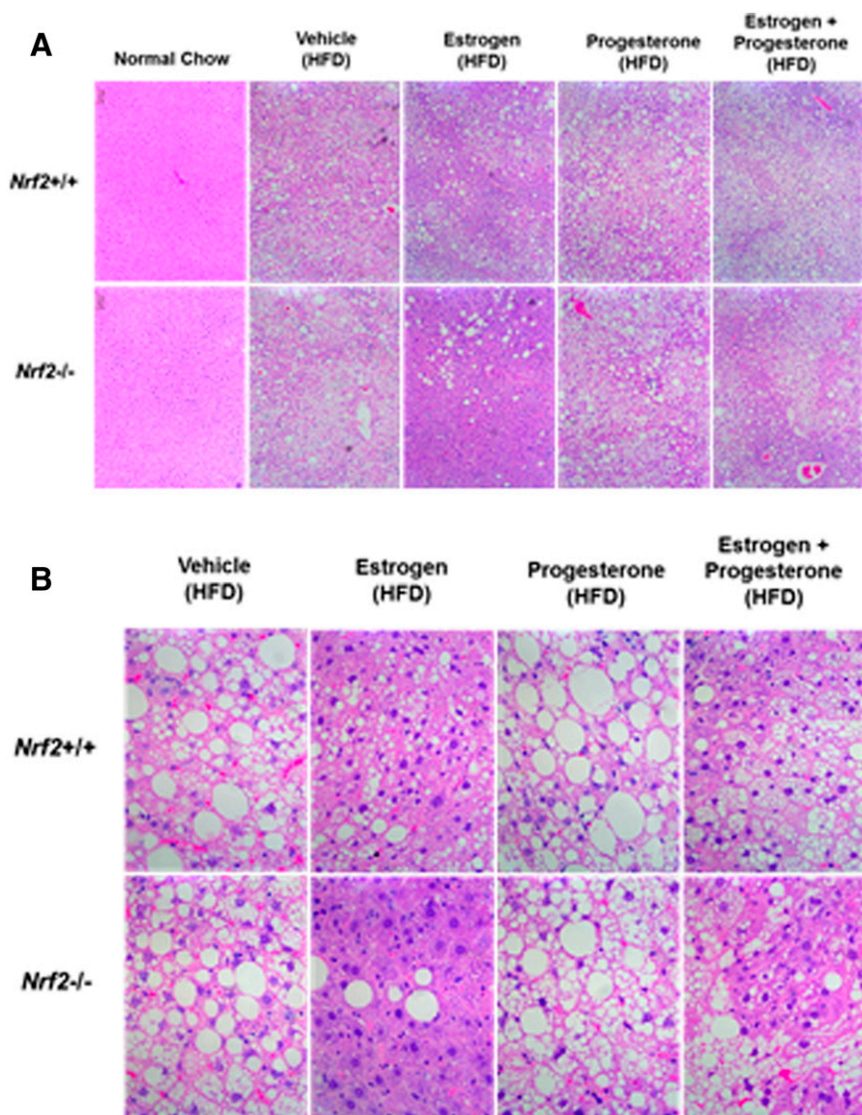 A
Normal Chow
Vehicle
(HFD)
Estrogen
(HFD)
Progesterone
(HFD)
Estrogen +
Progesterone
(HFD)
Nrf2+/+
Nrf2-/-
B
Vehicle
(HFD)
Estrogen
(HFD)
Progesterone
(HFD)
Estrogen +
Progesterone
(HFD)
Nrf2+/+
Nrf2-/-